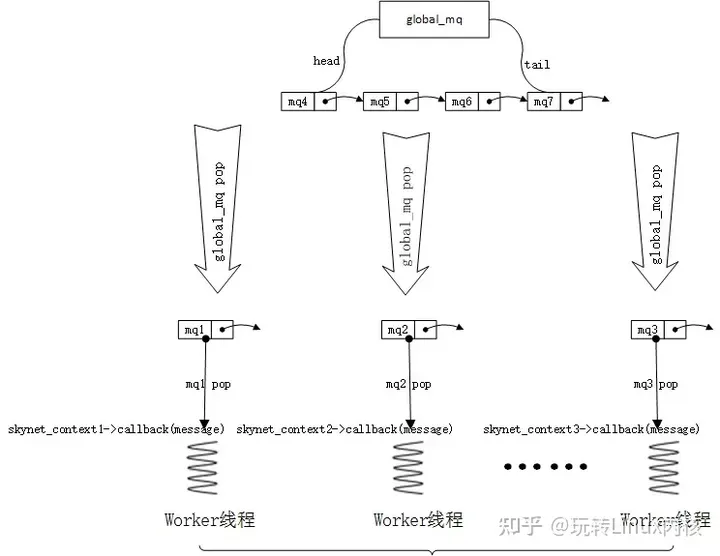 global_mq
head
tail
mq4 mq5 mq6 mq7
global_mq pop global_mq pop global_mq pop
mq1 mq2 mq3
mq1 pop mq2 pop mq3 pop
skynet_context1->callback(message) skynet_context2->callback(message) skynet_context3->callback(message)
Worker线程 Worker线程 Worker线程
知乎 @玩转Linux内核